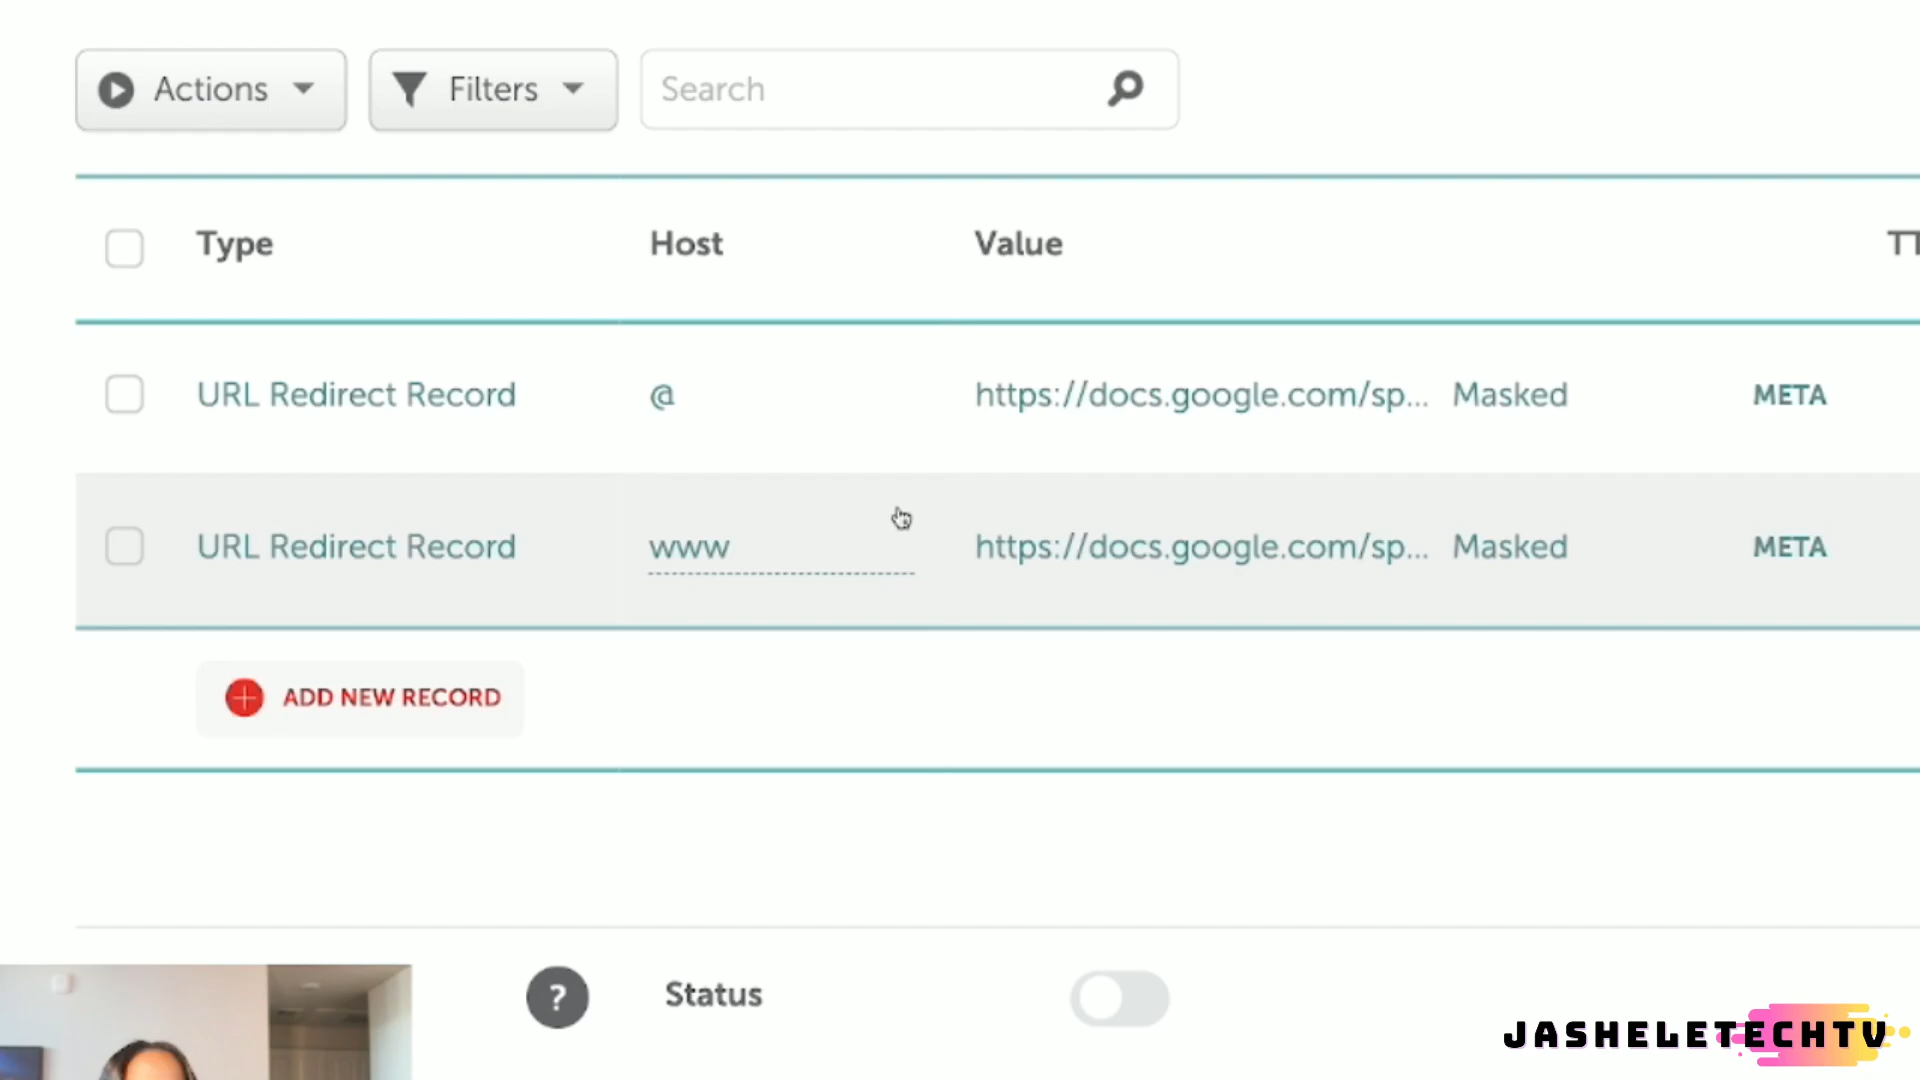 Actions Filters Search
Type Host Value TT
URL Redirect Record @ https://docs.google.com/sp... Masked META
URL Redirect Record www https://docs.google.com/sp... Masked META
ADD NEW RECORD
? Status
JASHELETECHTV